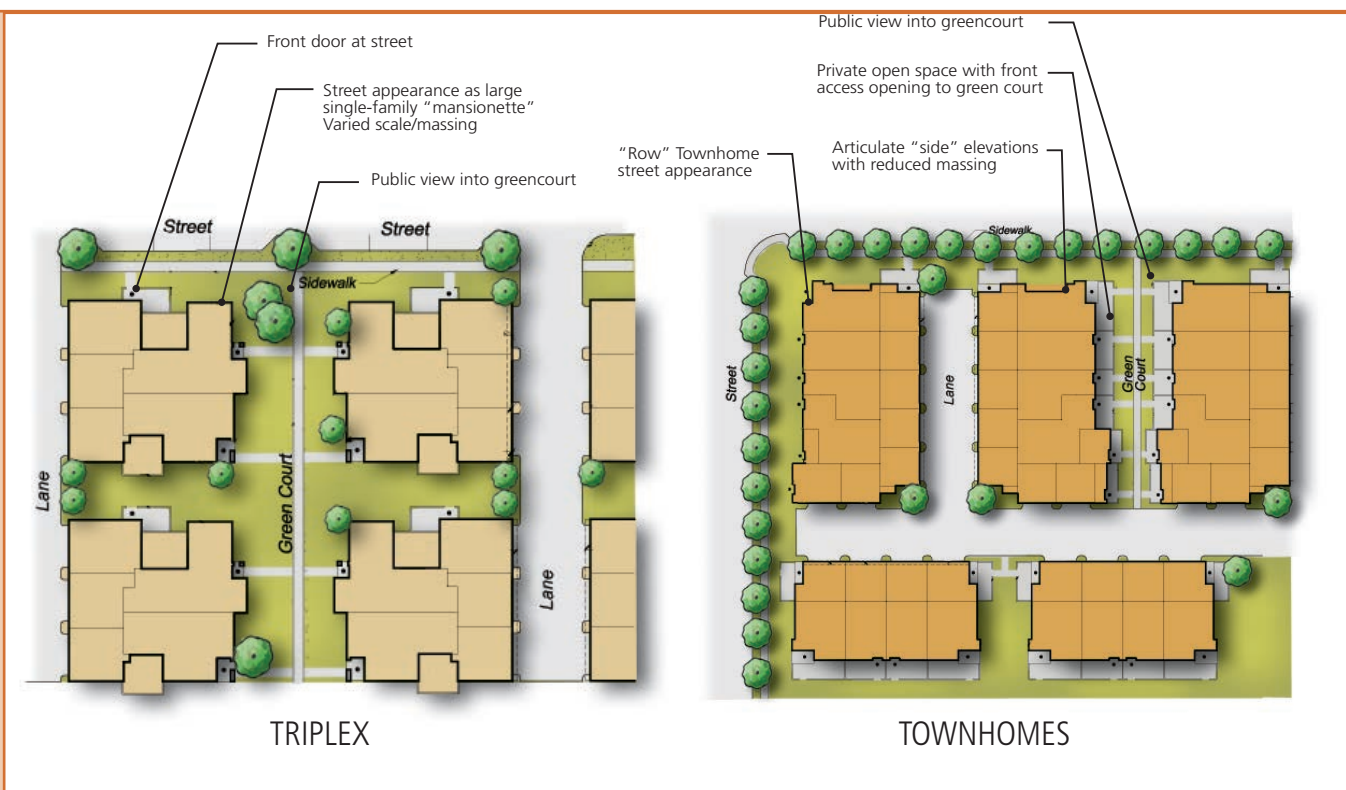 Front door at street
Street appearance as large
single-family “mansionette”
Varied scale/massing
Public view into greencourt
Street
Street
Sidewalk
Lane
Green Court
Lane
TRIPLEX
Public view into greencourt
Private open space with front
access opening to green court
“Row” Townhome
street appearance
Articulate “side” elevations
with reduced massing
Sidewalk
Street
Lane
Green
Court
TOWNHOMES